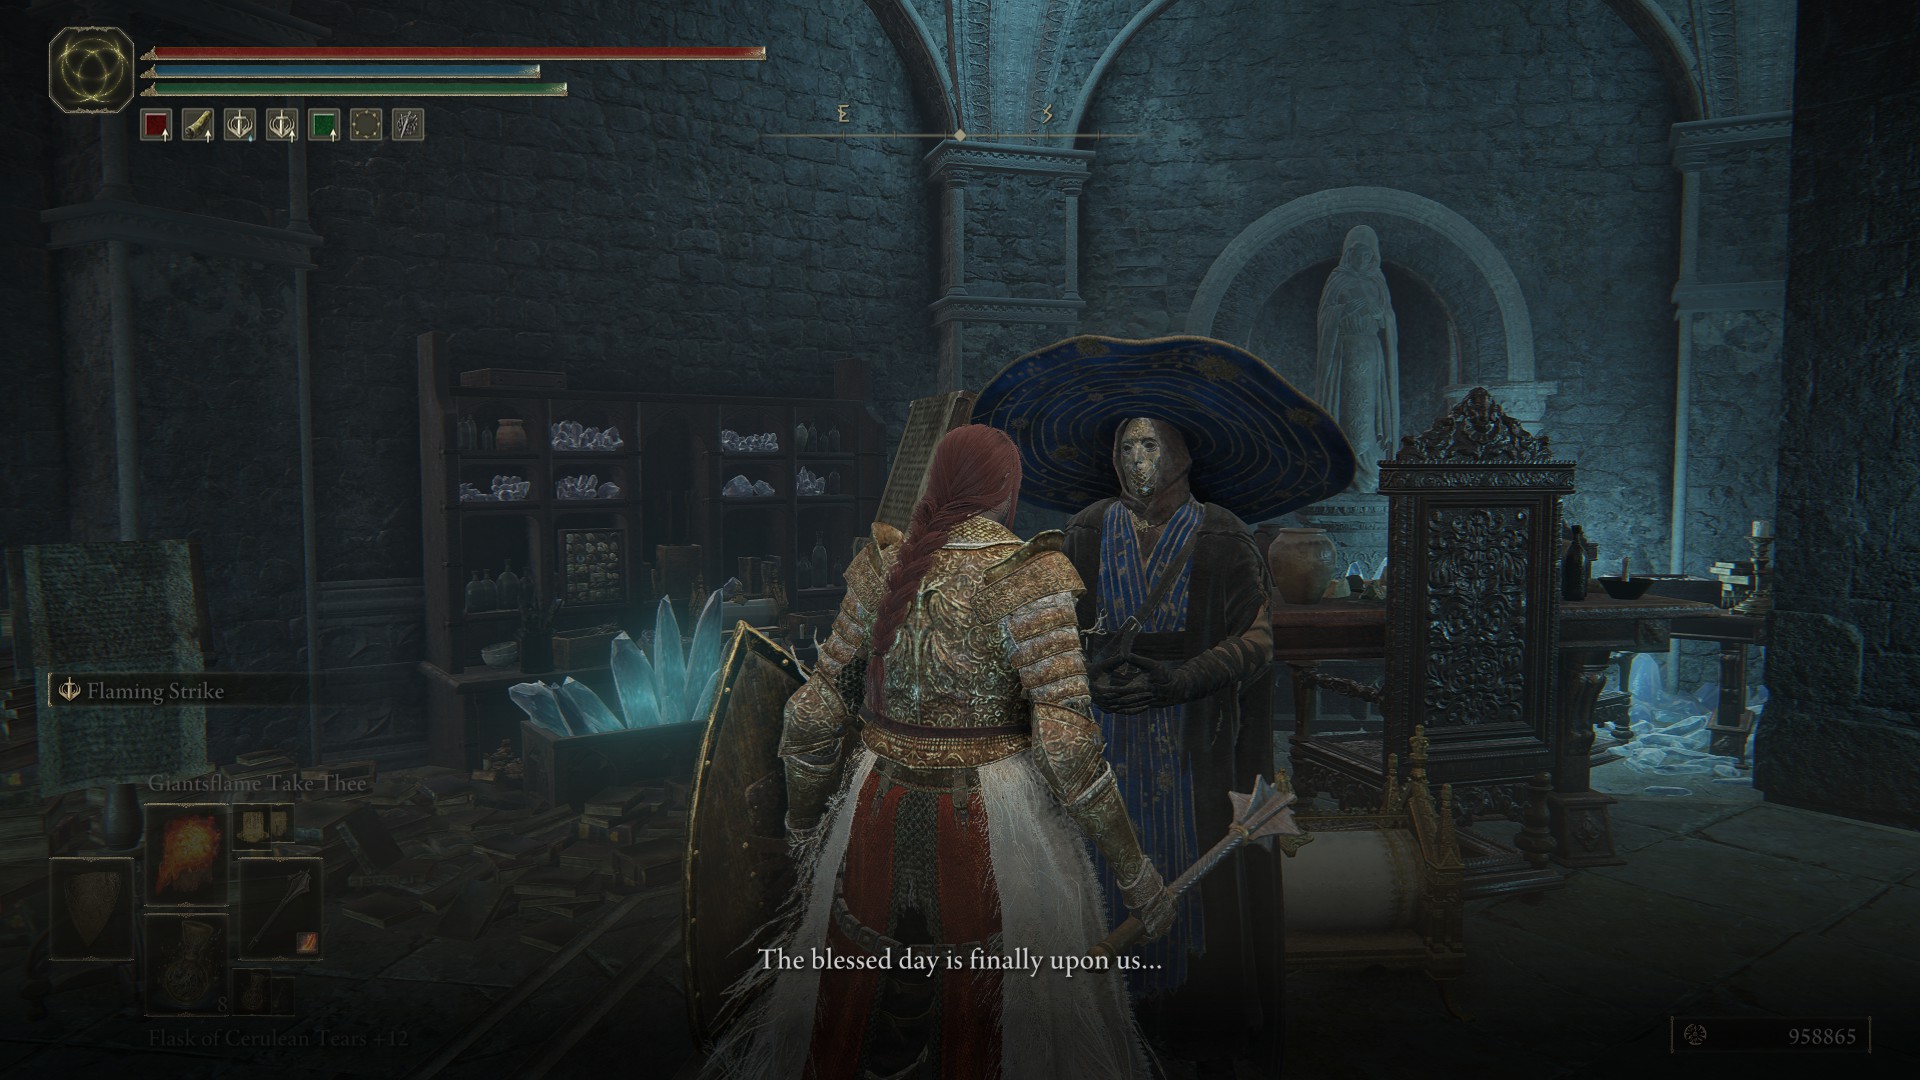 E
S
Flaming Strike
Giantsflame Take Thee
8
Flask of Cerulean Tears +12
The blessed day is finally upon us...
958865